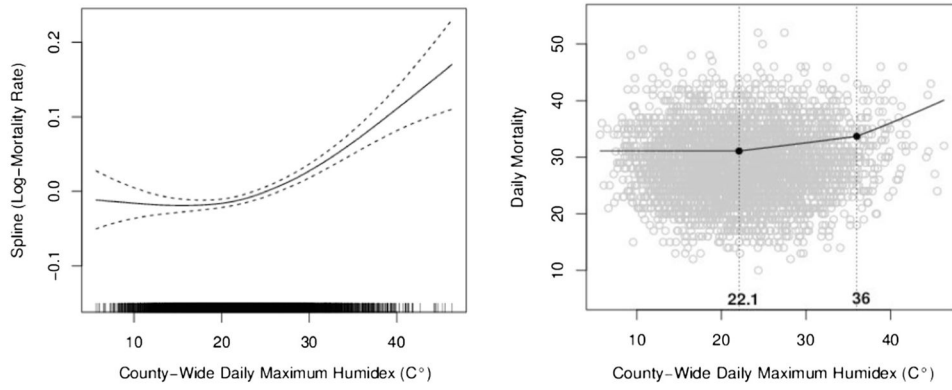 Spline (Log−Mortality Rate)
0.2
0.1
0.0
−0.1
10 20 30 40
County−Wide Daily Maximum Humidex (C°)
Daily Mortality
50
40
30
20
10
22.1 36
10 20 30 40
County−Wide Daily Maximum Humidex (C°)